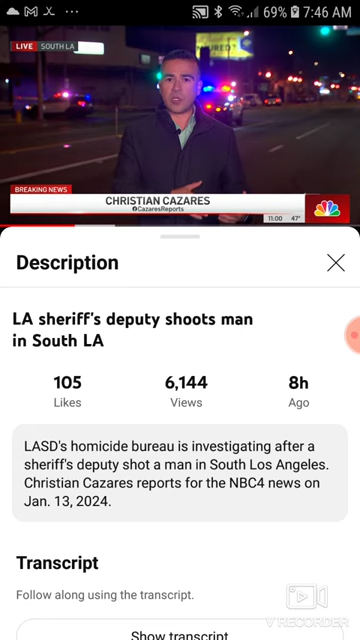 69% 7:46 AM
LIVE SOUTH LA
BREAKING NEWS
CHRISTIAN CAZARES
CazaresReports
11:00 47°
Description
LA sheriff's deputy shoots man
in South LA
105 6,144 8h
Likes Views Ago
LASD's homicide bureau is investigating after a
sheriff's deputy shot a man in South Los Angeles.
Christian Cazares reports for the NBC4 news on
Jan. 13, 2024.
Transcript
Follow along using the transcript.
Show transcript
V RECORDER